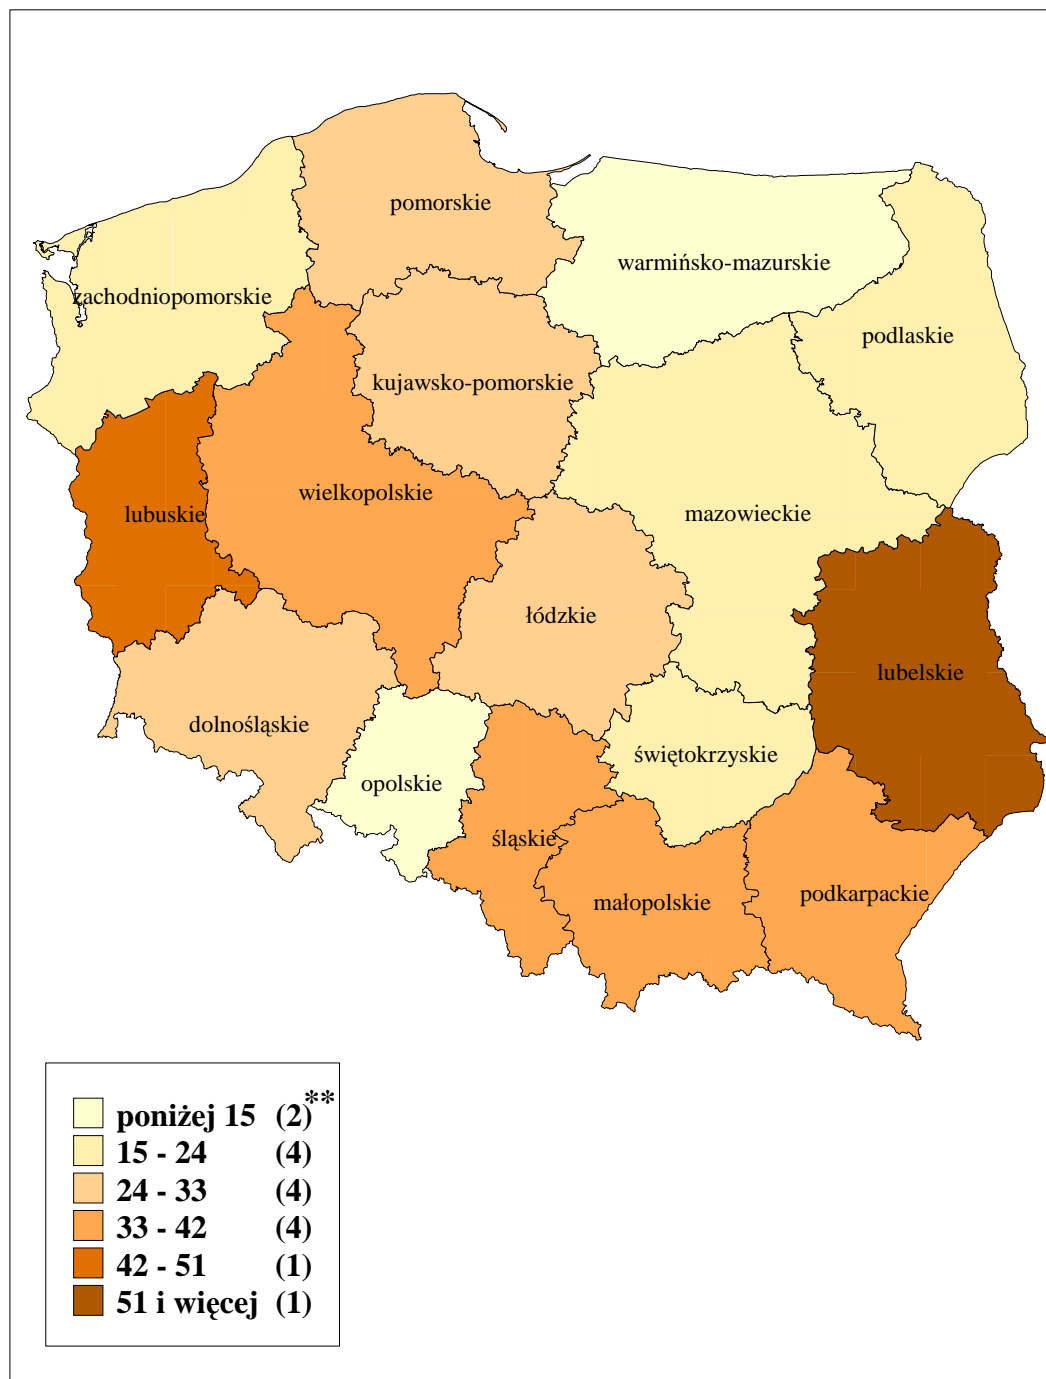 pomorskie
warmińsko-mazurskie
zachodniopomorskie
podlaskie
kujawsko-pomorskie
wielkopolskie
lubuskie
mazowieckie
łódzkie
lubelskie
dolnośląskie
świętokrzyskie
opolskie
śląskie
małopolskie
podkarpackie
poniżej 15 (2)**
15 - 24 (4)
24 - 33 (4)
33 - 42 (4)
42 - 51 (1)
51 i więcej (1)